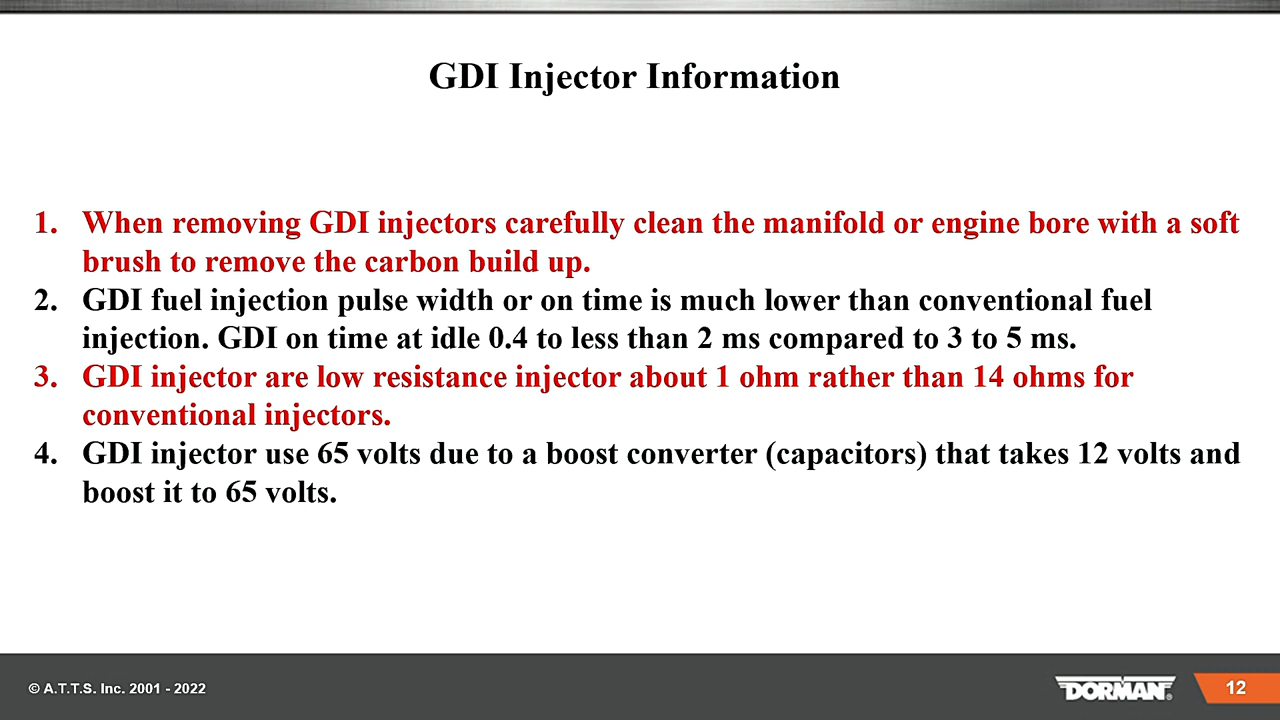 GDI Injector Information
1. When removing GDI injectors carefully clean the manifold or engine bore with a soft
brush to remove the carbon build up.
2. GDI fuel injection pulse width or on time is much lower than conventional fuel
injection. GDI on time at idle 0.4 to less than 2 ms compared to 3 to 5 ms.
3. GDI injector are low resistance injector about 1 ohm rather than 14 ohms for
conventional injectors.
4. GDI injector use 65 volts due to a boost converter (capacitors) that takes 12 volts and
boost it to 65 volts.
© A.T.T.S. Inc. 2001 - 2022
DORMAN®
12